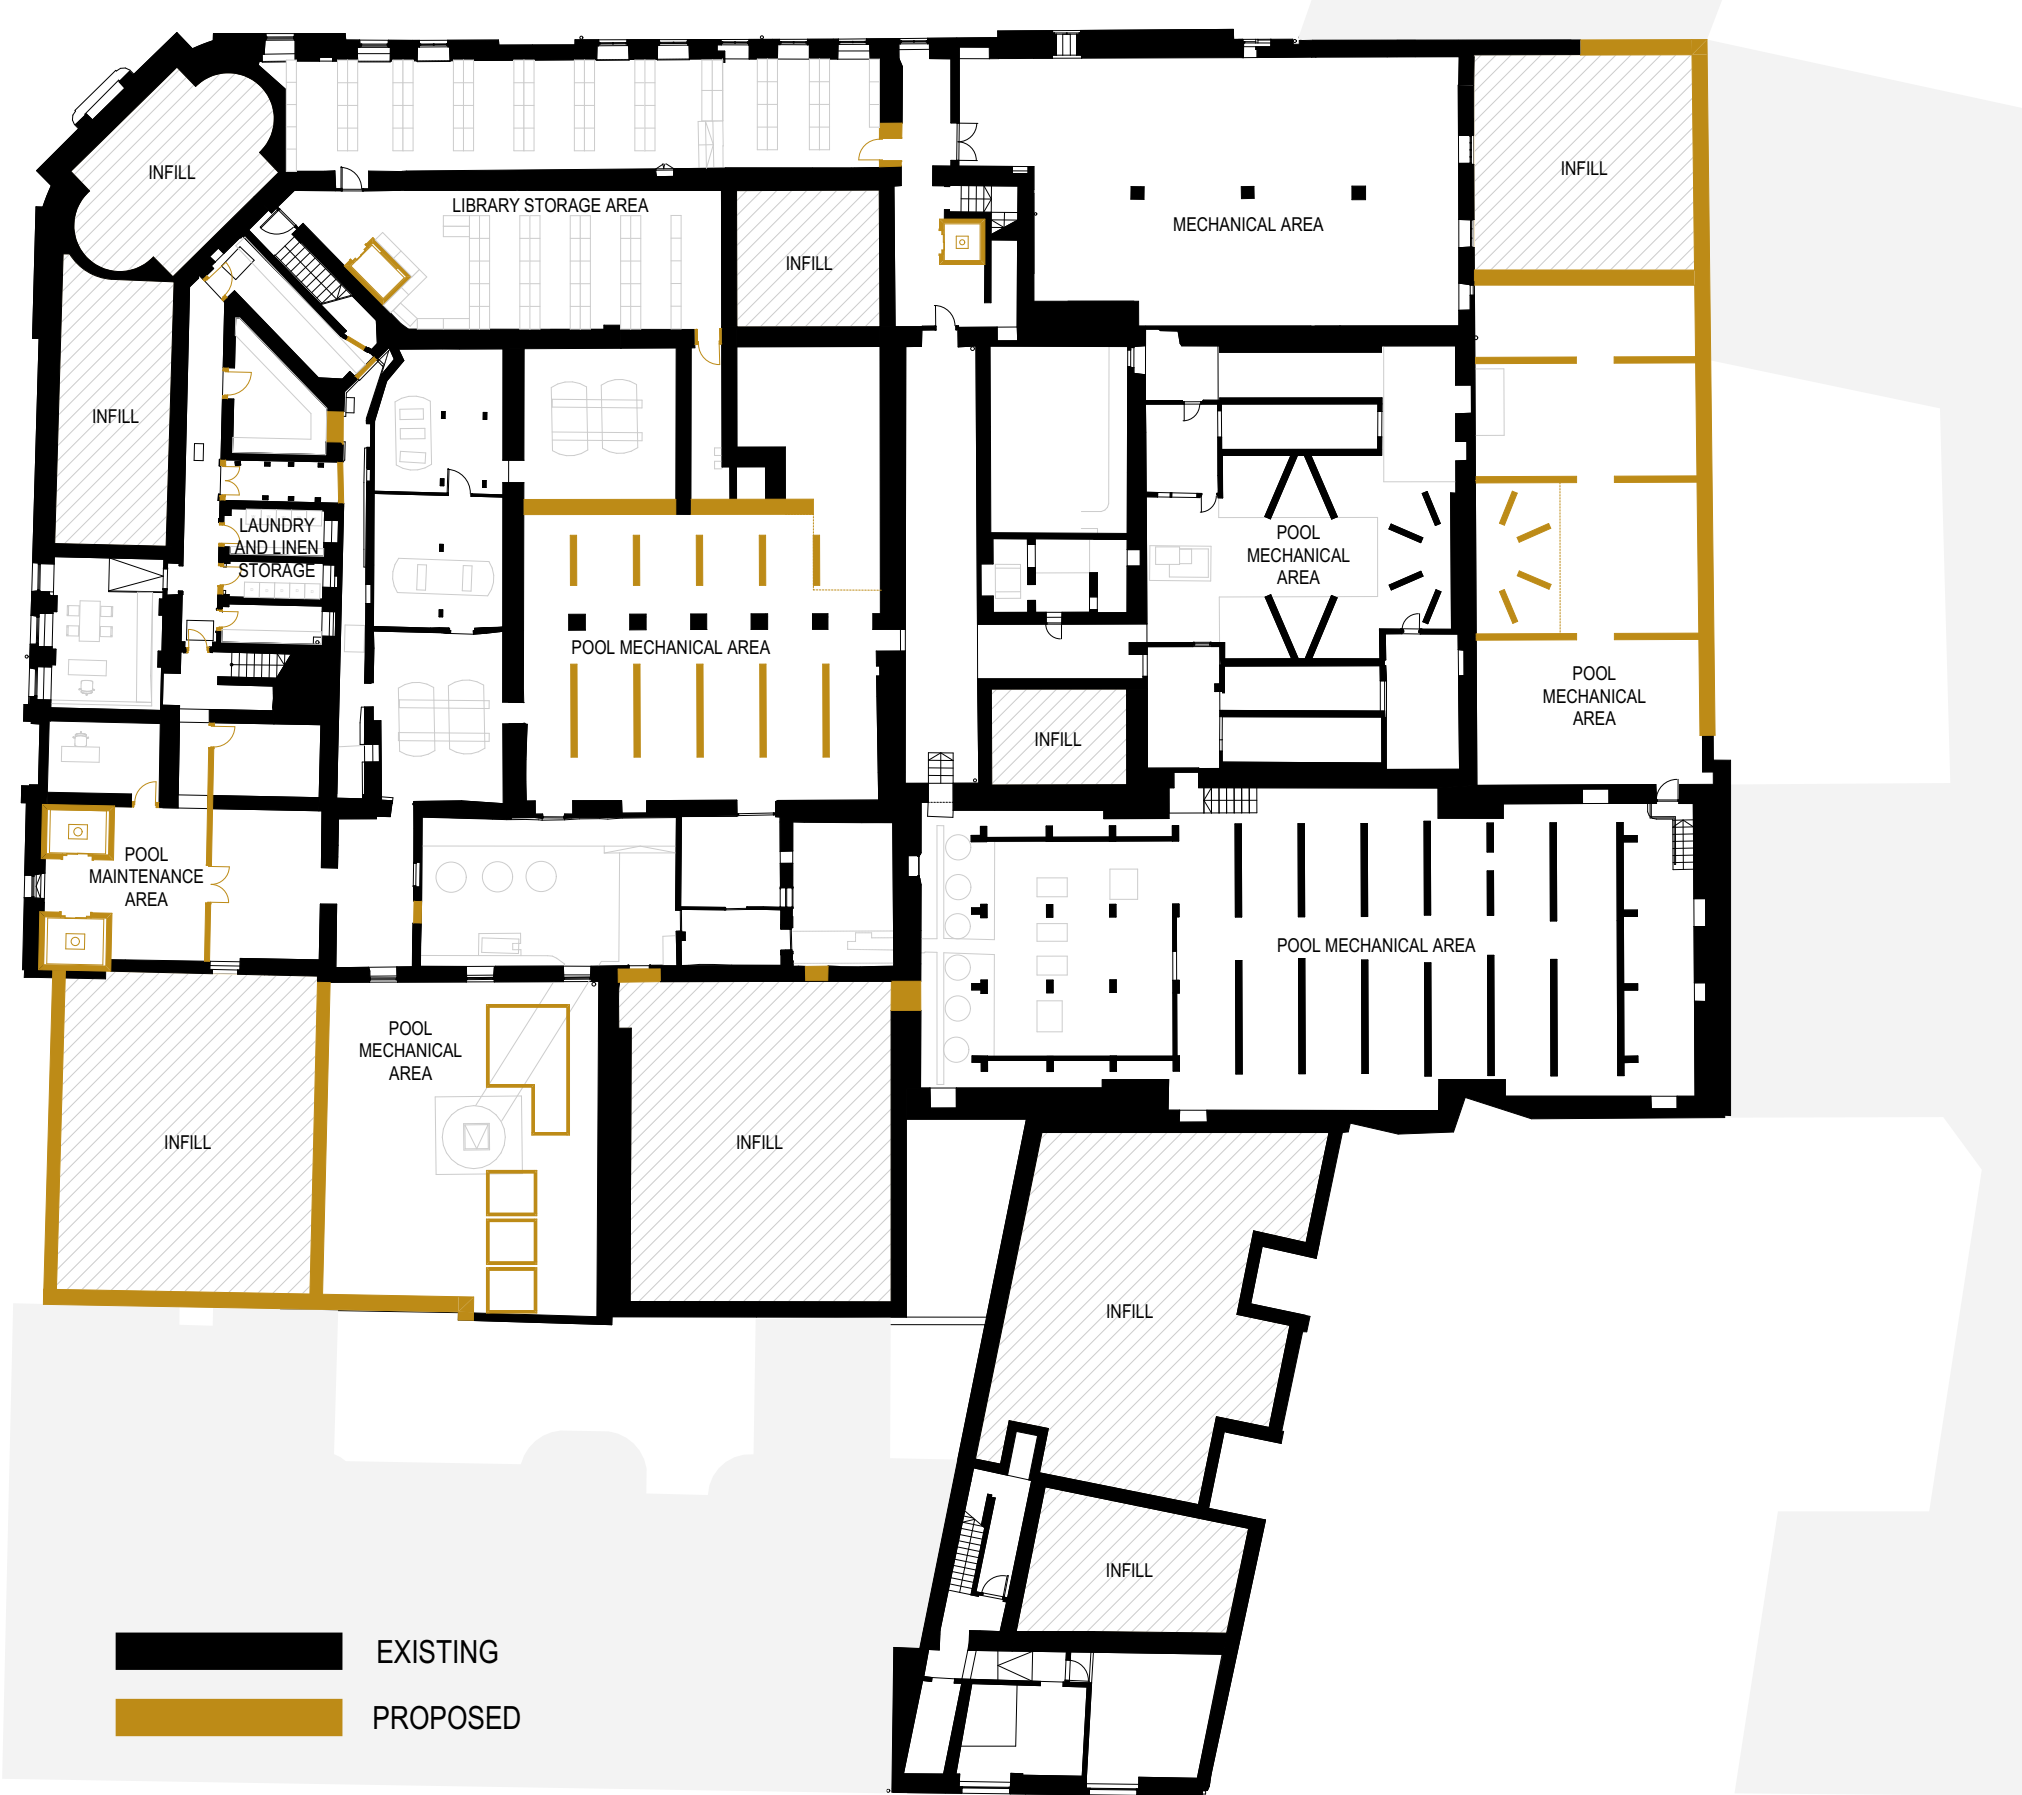 INFILL
INFILL
LIBRARY STORAGE AREA
MECHANICAL AREA
INFILL
INFILL
LAUNDRY
AND LINEN
STORAGE
POOL
MECHANICAL
AREA
POOL MECHANICAL AREA
POOL
MECHANICAL
AREA
INFILL
POOL
MAINTENANCE
AREA
POOL MECHANICAL AREA
POOL
MECHANICAL
AREA
INFILL
INFILL
INFILL
INFILL
EXISTING
PROPOSED